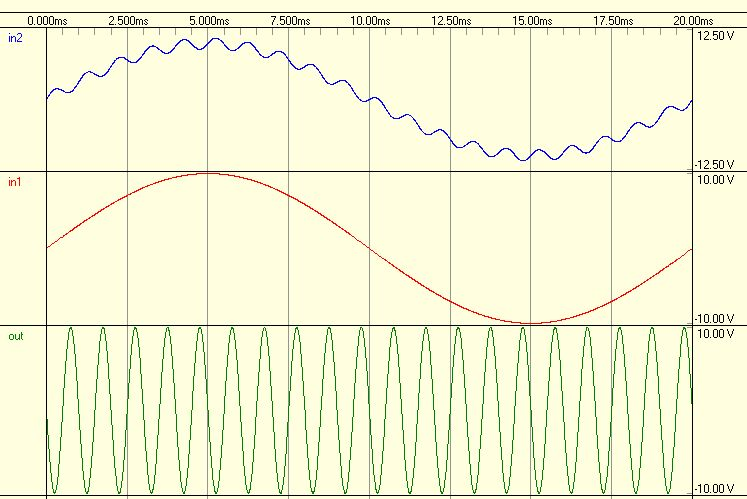 0.000ms 2.500ms 5.000ms 7.500ms 10.00ms 12.50ms 15.00ms 17.50ms 20.00ms
in2 12.50 V
-12.50 V
in1 10.00 V
-10.00 V
out 10.00 V
-10.00 V